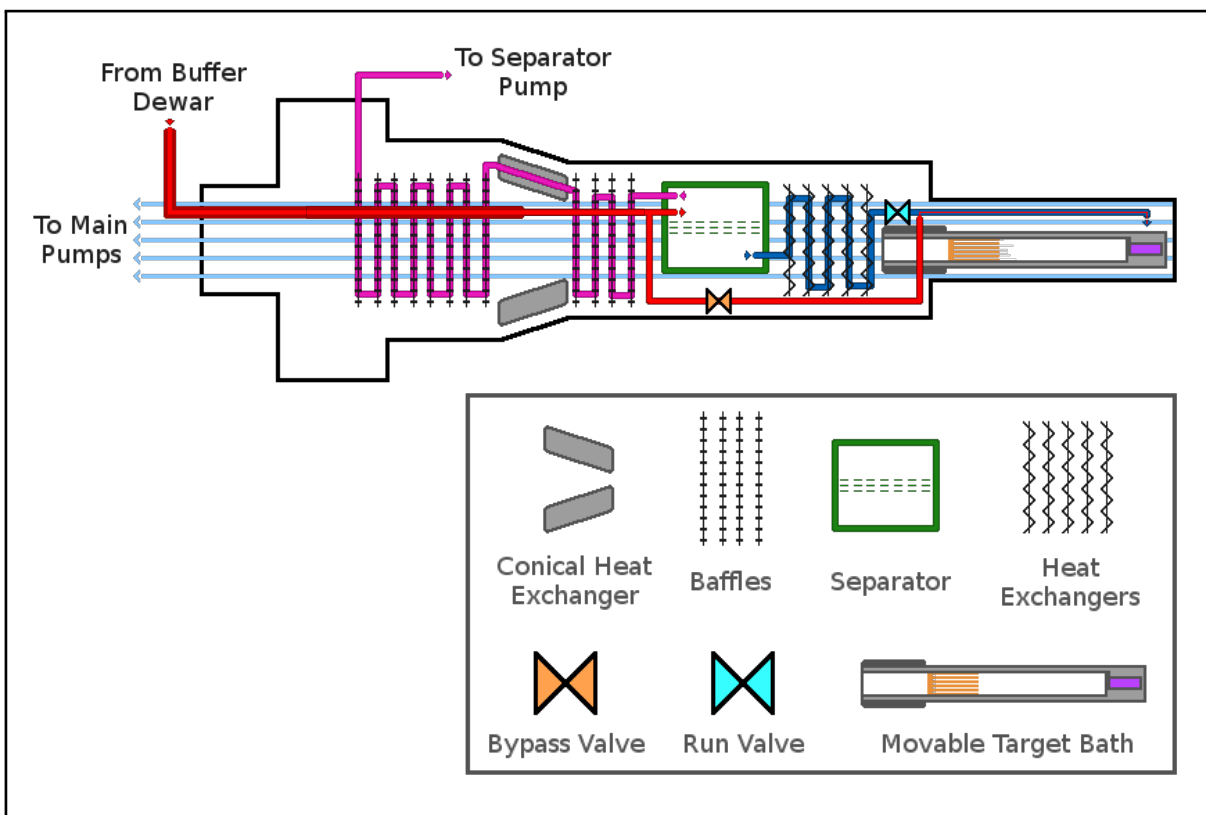 To Separator
Pump
From Buffer
Dewar
To Main
Pumps
Conical Heat
Exchanger
Baffles
Separator
Heat
Exchangers
Bypass Valve
Run Valve
Movable Target Bath